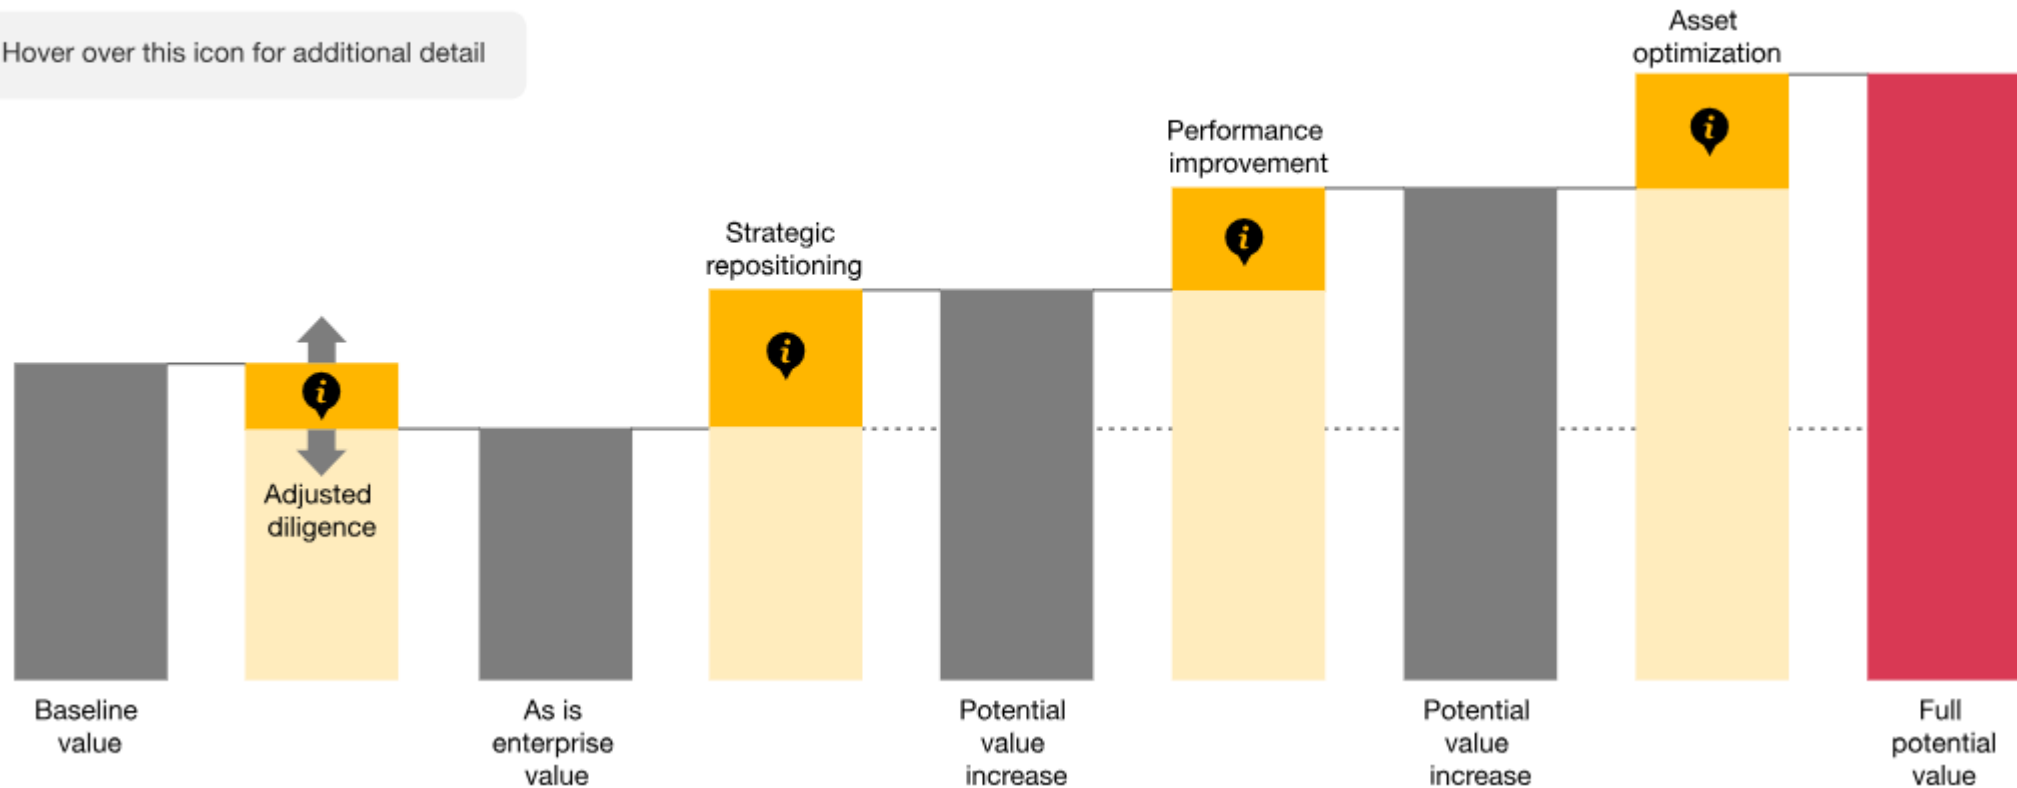 Hover over this icon for additional detail
Asset
optimization
Performance
improvement
Strategic
repositioning
Adjusted
diligence
Baseline
value
As is
enterprise
value
Potential
value
increase
Potential
value
increase
Full
potential
value